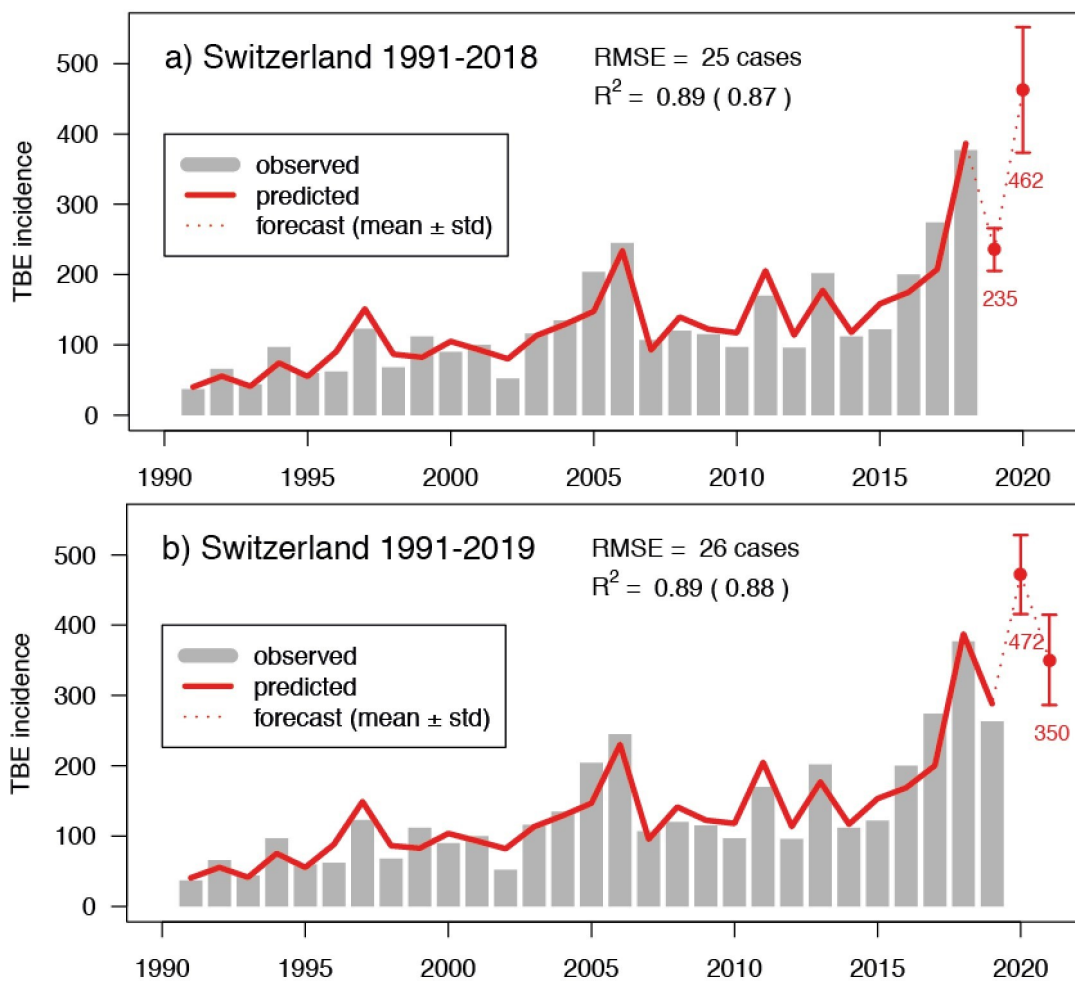 a) Switzerland 1991-2018
RMSE = 25 cases
R² = 0.89 ( 0.87 )
observed
predicted
forecast (mean ± std)
TBE incidence
500
400
300
200
100
0
462
235
1990 1995 2000 2005 2010 2015 2020
b) Switzerland 1991-2019
RMSE = 26 cases
R² = 0.89 ( 0.88 )
observed
predicted
forecast (mean ± std)
TBE incidence
500
400
300
200
100
0
472
350
1990 1995 2000 2005 2010 2015 2020